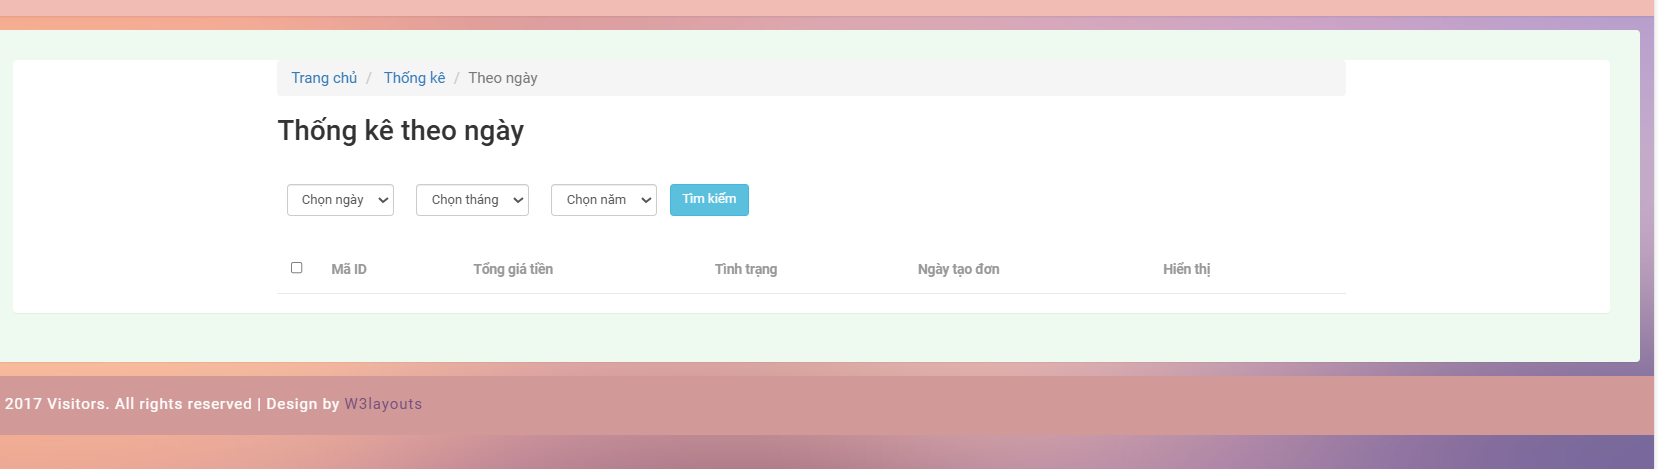 Trang chủ / Thống kê / Theo ngày
Thống kê theo ngày
Chọn ngày Chọn tháng Chọn năm Tìm kiếm
Mã ID Tổng giá tiền Tình trạng Ngày tạo đơn Hiển thị
2017 Visitors. All rights reserved | Design by W3layouts